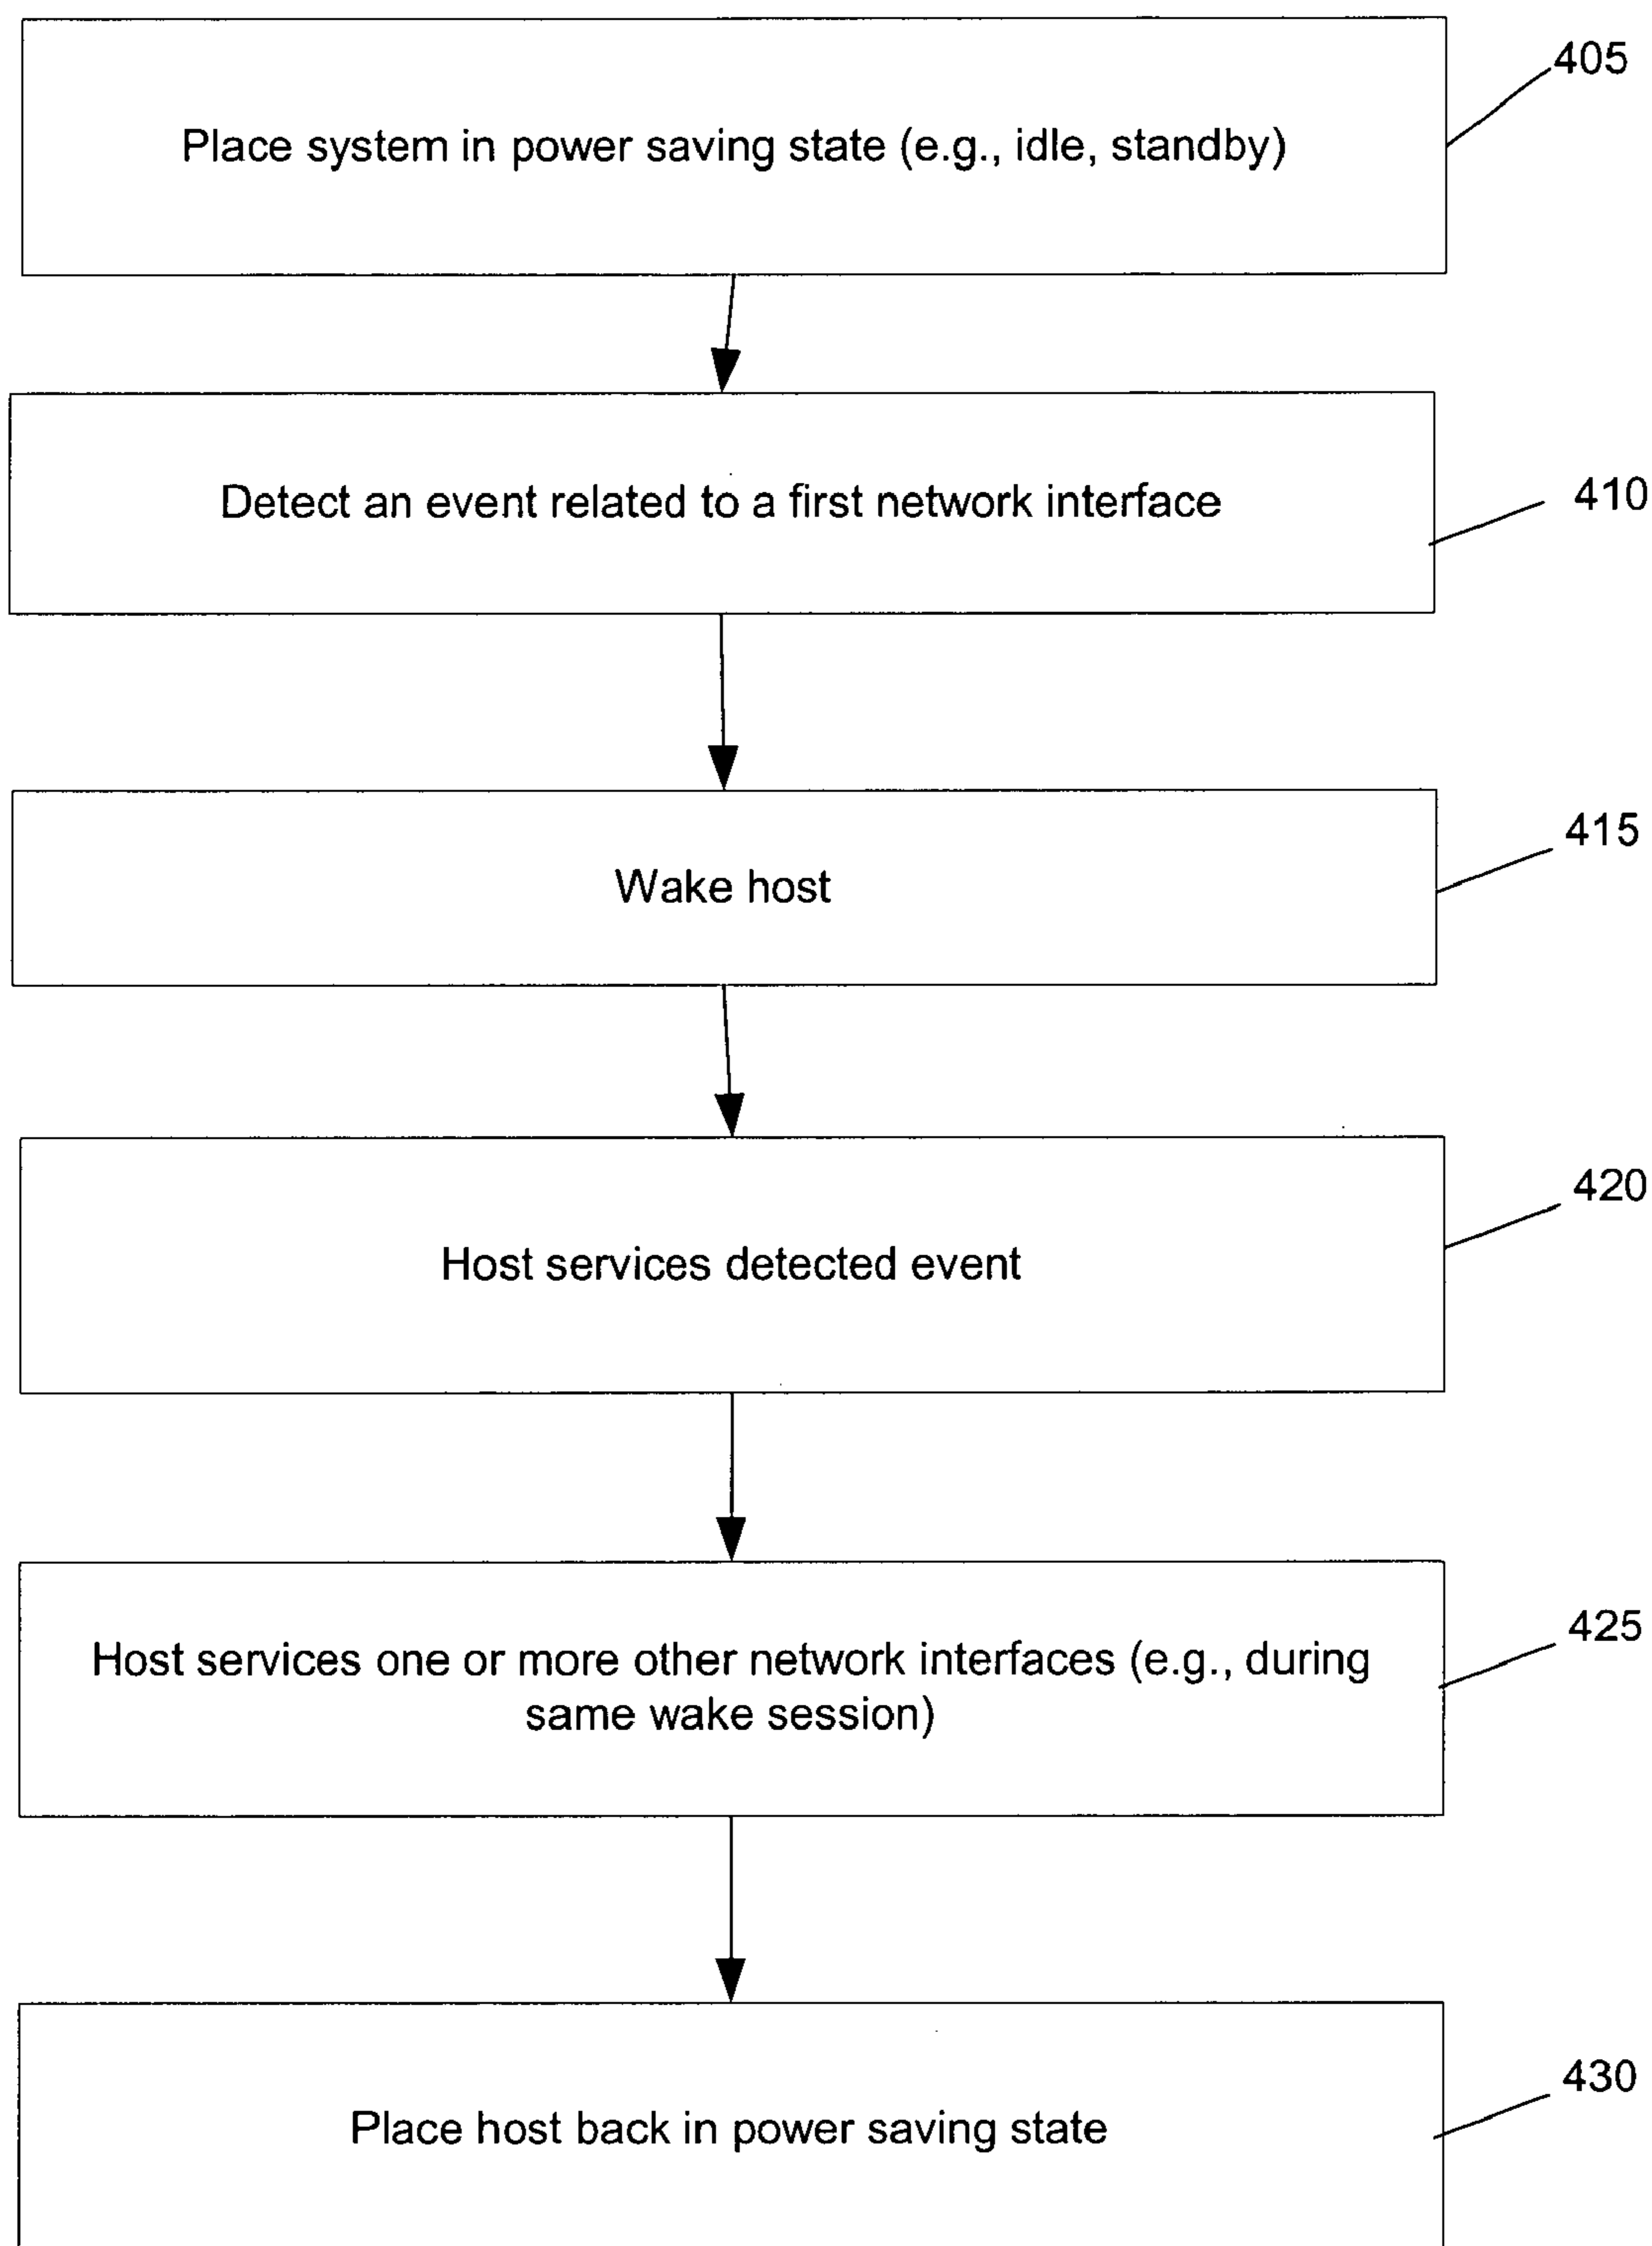 405
Place system in power saving state (e.g., idle, standby)
410
Detect an event related to a first network interface
415
Wake host
420
Host services detected event
425
Host services one or more other network interfaces (e.g., during
same wake session)
430
Place host back in power saving state